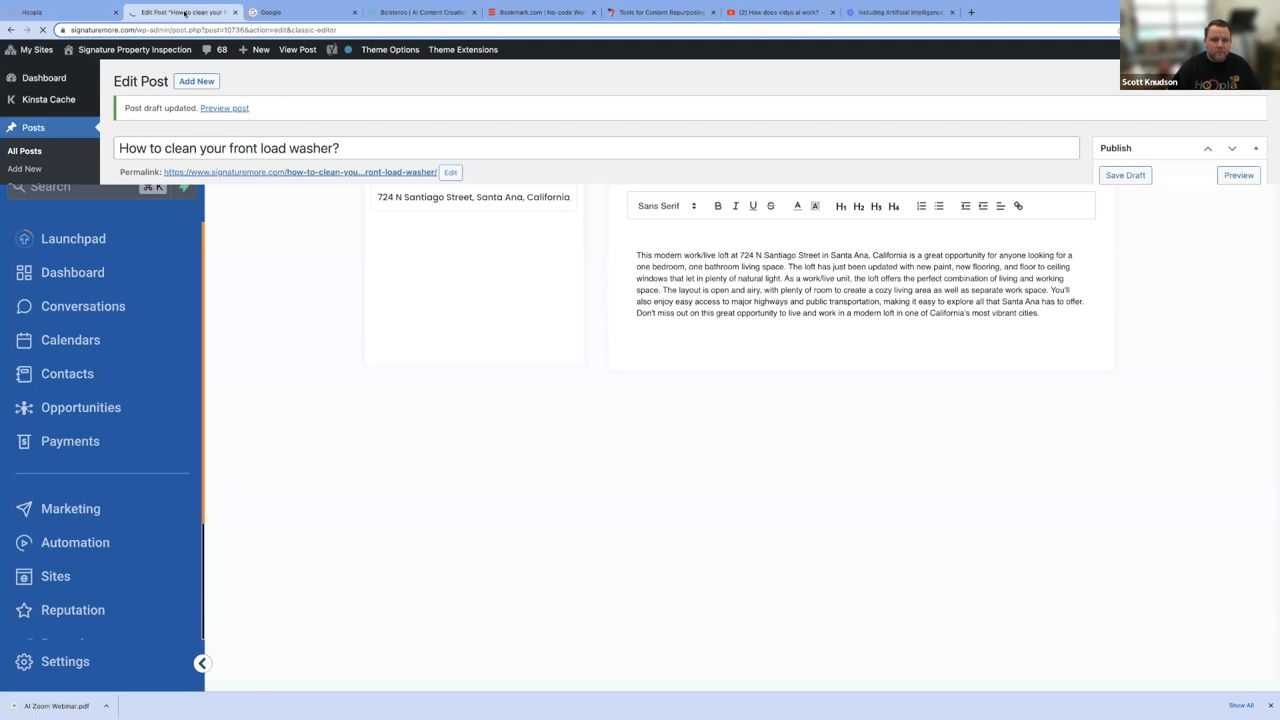 Hoopla
Edit Post "How to clean your f
Google
Bolsteros | AI Content Creation
Bookmark.com | No-code Web
Tools for Content Repurposing
(2) How does vidyo ai work?
including Artificial Intelligence
signaturemore.com/wp-admin/post.php?post=10736&action=edit&classic-editor
My Sites
Signature Property Inspection
68
New
View Post
Theme Options
Theme Extensions
Scott Knudson
Hoopla
Dashboard
Kinsta Cache
Posts
All Posts
Add New
Edit Post
Add New
Post draft updated. Preview post
How to clean your front load washer?
Permalink: https://www.signaturemore.com/how-to-clean-you...ront-load-washer/
Edit
Publish
Save Draft
Preview
Search
⌘ K
Launchpad
Dashboard
Conversations
Calendars
Contacts
Opportunities
Payments
Marketing
Automation
Sites
Reputation
Settings
724 N Santiago Street, Santa Ana, California
Sans Serif
B I U S A A H1 H2 H3 H4
This modern work/live loft at 724 N Santiago Street in Santa Ana, California is a great opportunity for anyone looking for a
one bedroom, one bathroom living space. The loft has just been updated with new paint, new flooring, and floor to ceiling
windows that let in plenty of natural light. As a work/live unit, the loft offers the perfect combination of living and working
space. The layout is open and airy, with plenty of room to create a cozy living area as well as separate work space. You'll
also enjoy easy access to major highways and public transportation, making it easy to explore all that Santa Ana has to offer.
Don't miss out on this great opportunity to live and work in a modern loft in one of California's most vibrant cities.
AI Zoom Webinar.pdf
Show All